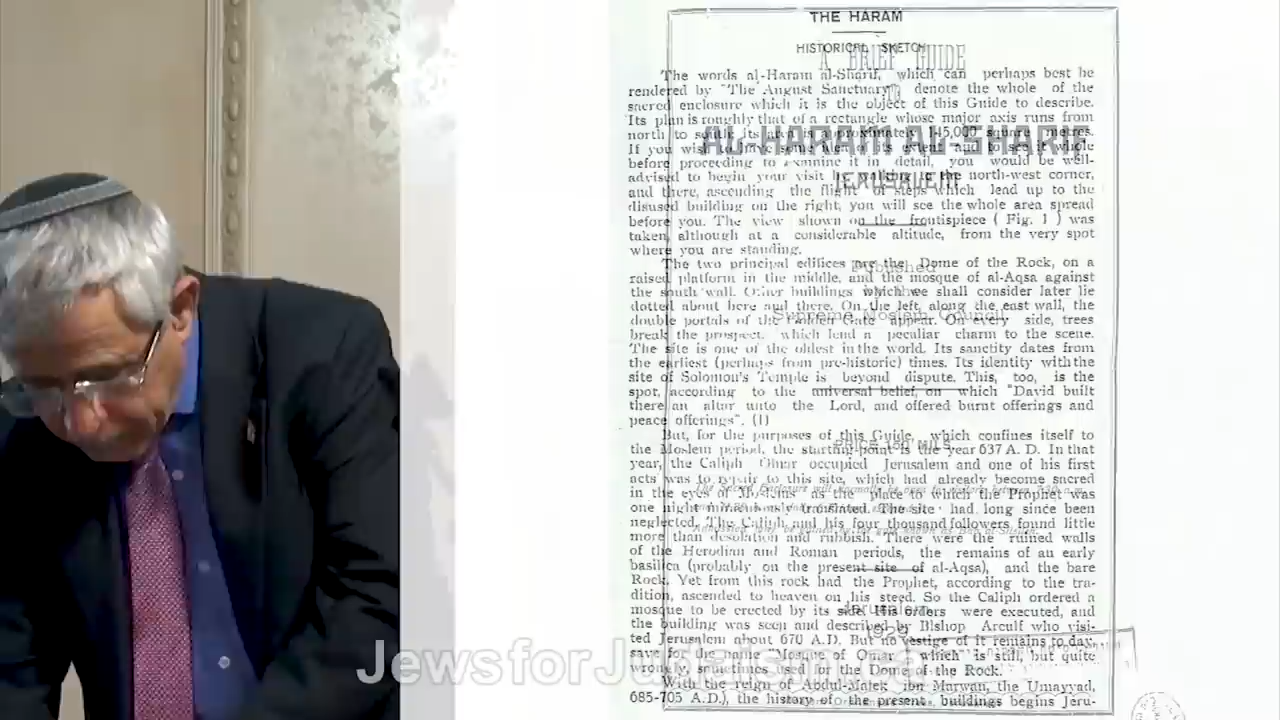 THE HARAM
HISTORICAL SKETCH
A BRIEF GUIDE
TO
AL-HARAM AL-SHARIF
JERUSALEM
The words al-Haram al-Sharif, which can perhaps best be
rendered by "The August Sanctuary", denote the whole of the
sacred enclosure which it is the object of this Guide to describe.
Its plan is roughly that of a rectangle whose major axis runs from
north to south; its area is approximately 145,000 square metres.
If you wish to have some idea of its extent and to see it whole
before proceeding to examine it in detail, you would be well-
advised to begin your visit by making for the north-west corner,
and there, ascending the flight of steps which lead up to the
disused building on the right, you will see the whole area spread
before you. The view shown on the frontispiece ( Fig. 1 ) was
taken, although at a considerable altitude, from the very spot
where you are standing.
The two principal edifices are the Dome of the Rock, on a
raised platform in the middle, and the mosque of al-Aqsa against
the south wall. Other buildings which we shall consider later lie
dotted about here and there. On the left, along the east wall, the
double portals of the Golden Gate appear. On every side, trees
break the prospect, which lend a peculiar charm to the scene.
The site is one of the oldest in the world. Its sanctity dates from
the earliest (perhaps from pre-historic) times. Its identity with the
site of Solomon's Temple is beyond dispute. This, too, is the
spot, according to the universal belief, on which "David built
there an altar unto the Lord, and offered burnt offerings and
peace offerings". (1)
But, for the purposes of this Guide, which confines itself to
the Moslem period, the starting-point is the year 637 A. D. In that
year, the Caliph Omar occupied Jerusalem and one of his first
acts was to repair to this site, which had already become sacred
in the eyes of Moslems as the place to which the Prophet was
one night miraculously translated. The site had long since been
neglected. The Caliph and his four thousand followers found little
more than desolation and rubbish. There were the ruined walls
of the Herodian and Roman periods, the remains of an early
basilica (probably on the present site of al-Aqsa), and the bare
Rock. Yet from this rock had the Prophet, according to the tra-
dition, ascended to heaven on his steed. So the Caliph ordered a
mosque to be erected by its side. His orders were executed, and
the building was seen and described by Bishop Arculf who visi-
ted Jerusalem about 670 A.D. But no vestige of it remains to day,
save for the name "Mosque of Omar" which is still, but quite
wrongly, sometimes used for the Dome of the Rock.
With the reign of Abdul-Malek ibn Marwan, the Umayyad,
685-705 A.D.), the history of the present buildings begins Jeru-
Published
by the
Supreme Moslem Council
PRICE 150 MILS.
Jerusalem
1929
JewsforJudaism.ca